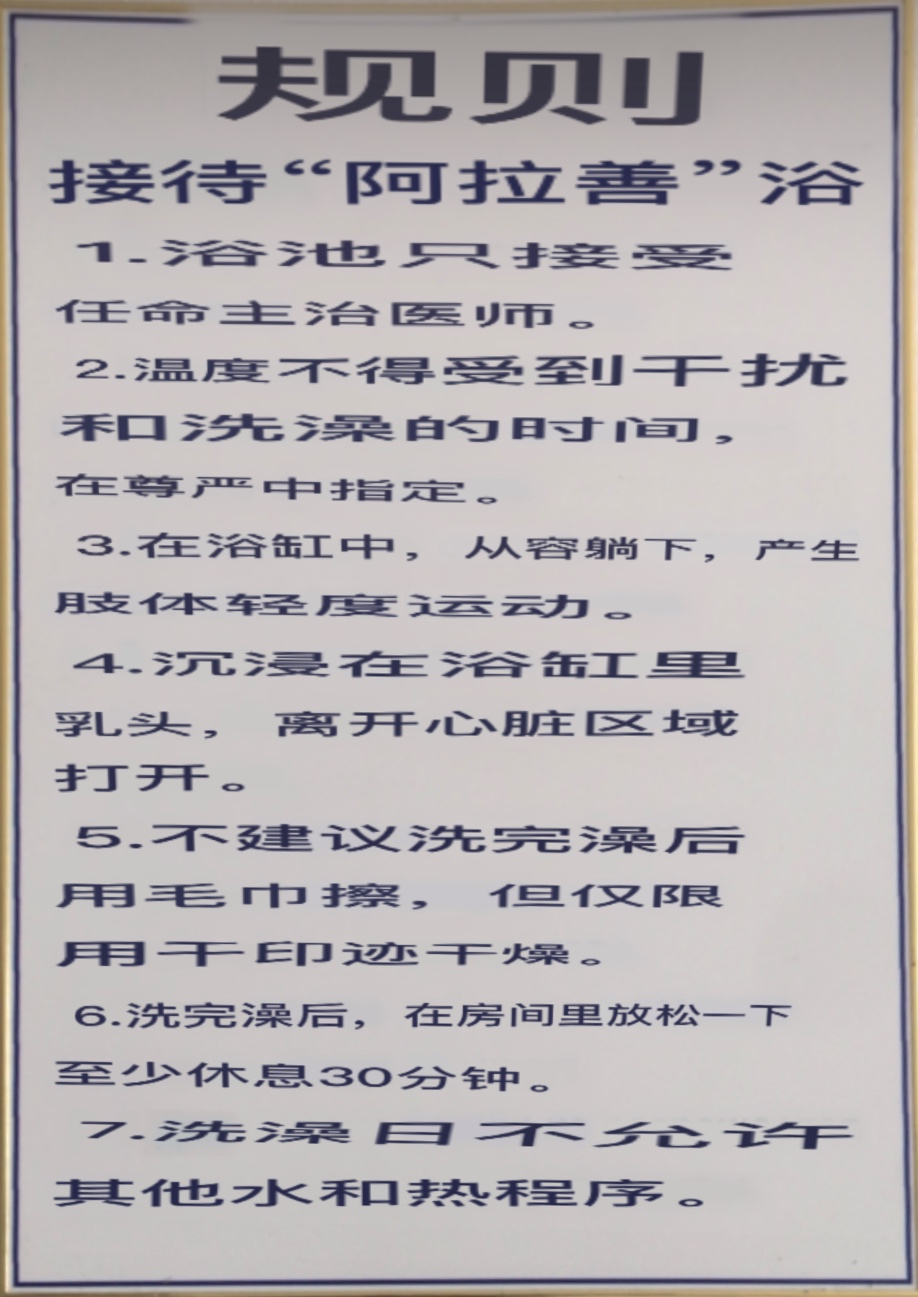 规则
接待“阿拉善”浴
1.浴池只接受
任命主治医师。
2.温度不得受到干扰
和洗澡的时间,
在尊严中指定。
3.在浴缸中, 从容躺下, 产生
肢体轻度运动。
4.沉浸在浴缸里
乳头, 离开心脏区域
打开。
5.不建议洗完澡后
用毛巾擦, 但仅限
用干印迹干燥。
6.洗完澡后, 在房间里放松一下
至少休息30分钟。
7.洗澡日不允许
其他水和热程序。